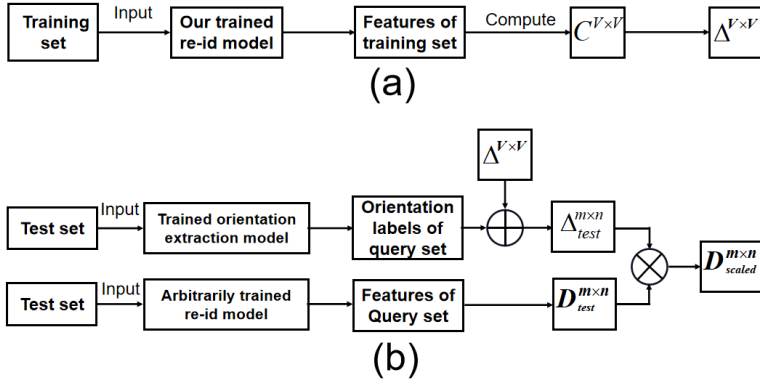 Training set
Input
Our trained re-id model
Features of training set
Compute
C^{V×V}
Δ^{V×V}
(a)
Δ^{V×V}
Test set
Input
Trained orientation extraction model
Orientation labels of query set
Δ_{test}^{m×n}
Test set
Input
Arbitrarily trained re-id model
Features of Query set
D_{test}^{m×n}
D_{scaled}^{m×n}
(b)